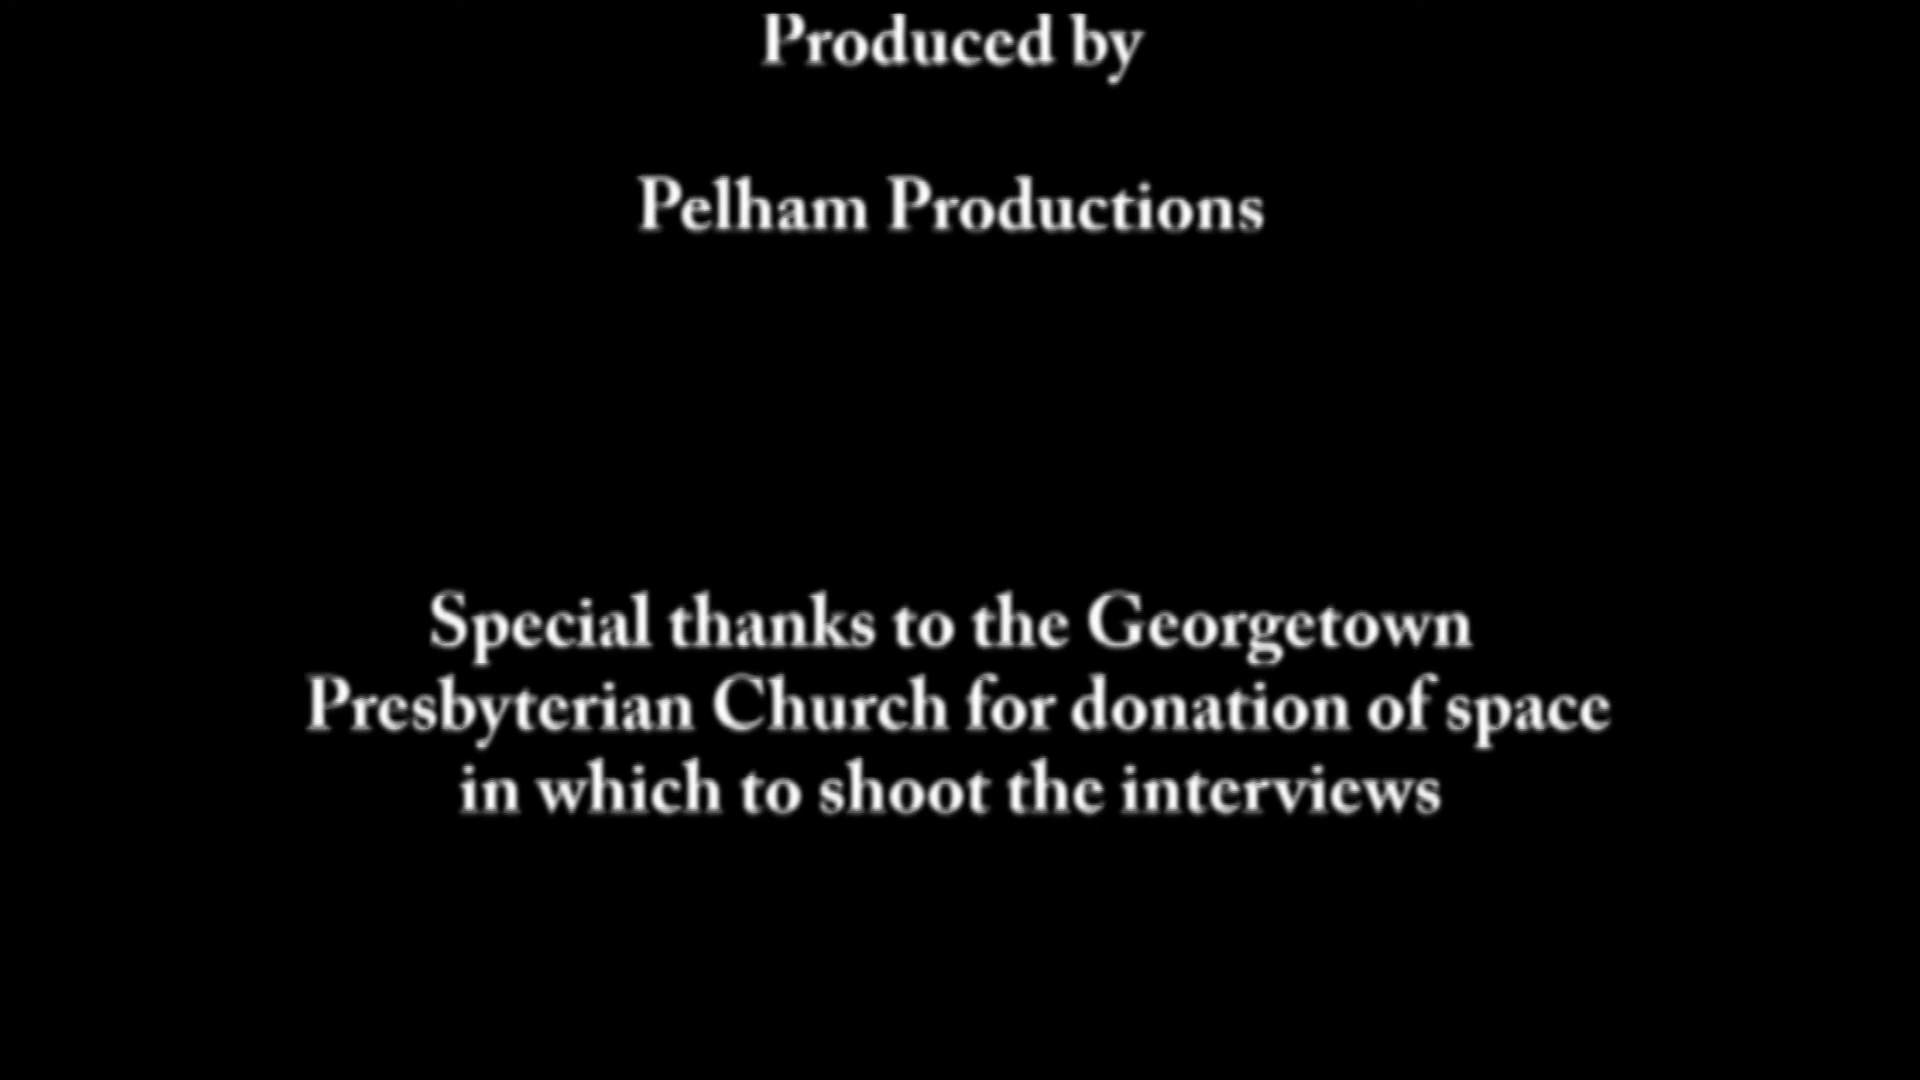 Produced by
Pelham Productions
Special thanks to the Georgetown
Presbyterian Church for donation of space
in which to shoot the interviews